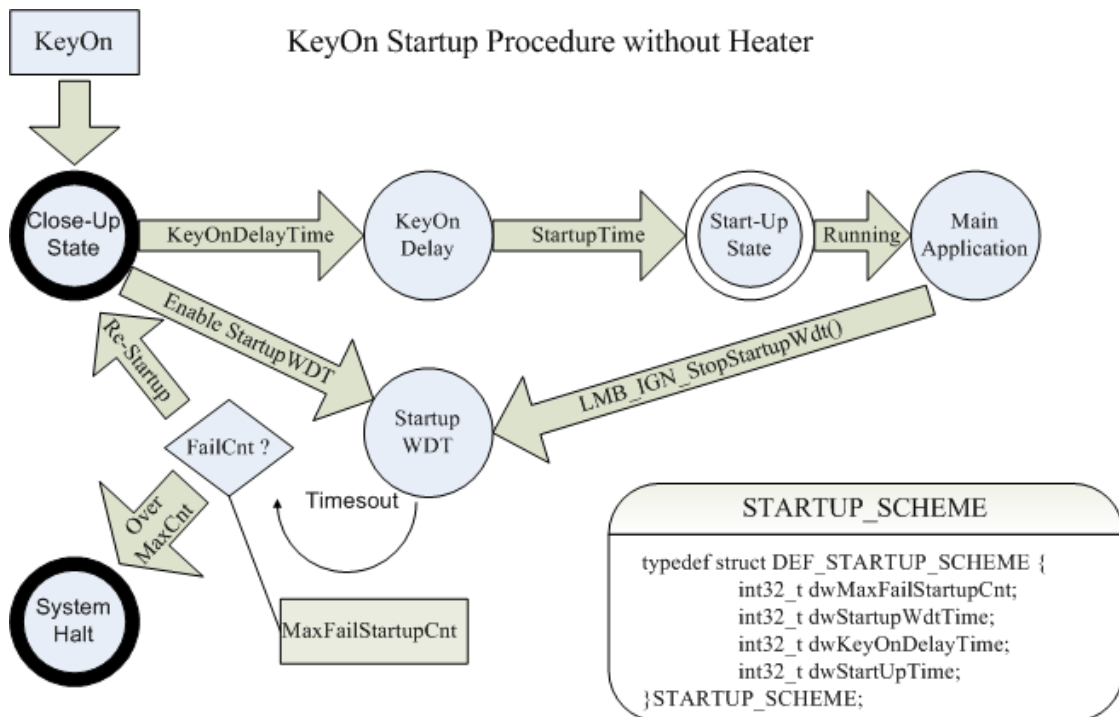 KeyOn
KeyOn Startup Procedure without Heater
Close-Up
State
KeyOnDelayTime
KeyOn
Delay
StartupTime
Start-Up
State
Running
Main
Application
Enable StartupWDT
Re-Startup
LMB_IGN_StopStartupWdt()
Startup
WDT
FailCnt ?
Timesout
Over
MaxCnt
System
Halt
MaxFailStartupCnt
STARTUP_SCHEME
typedef struct DEF_STARTUP_SCHEME {
int32_t dwMaxFailStartupCnt;
int32_t dwStartupWdtTime;
int32_t dwKeyOnDelayTime;
int32_t dwStartUpTime;
}STARTUP_SCHEME;